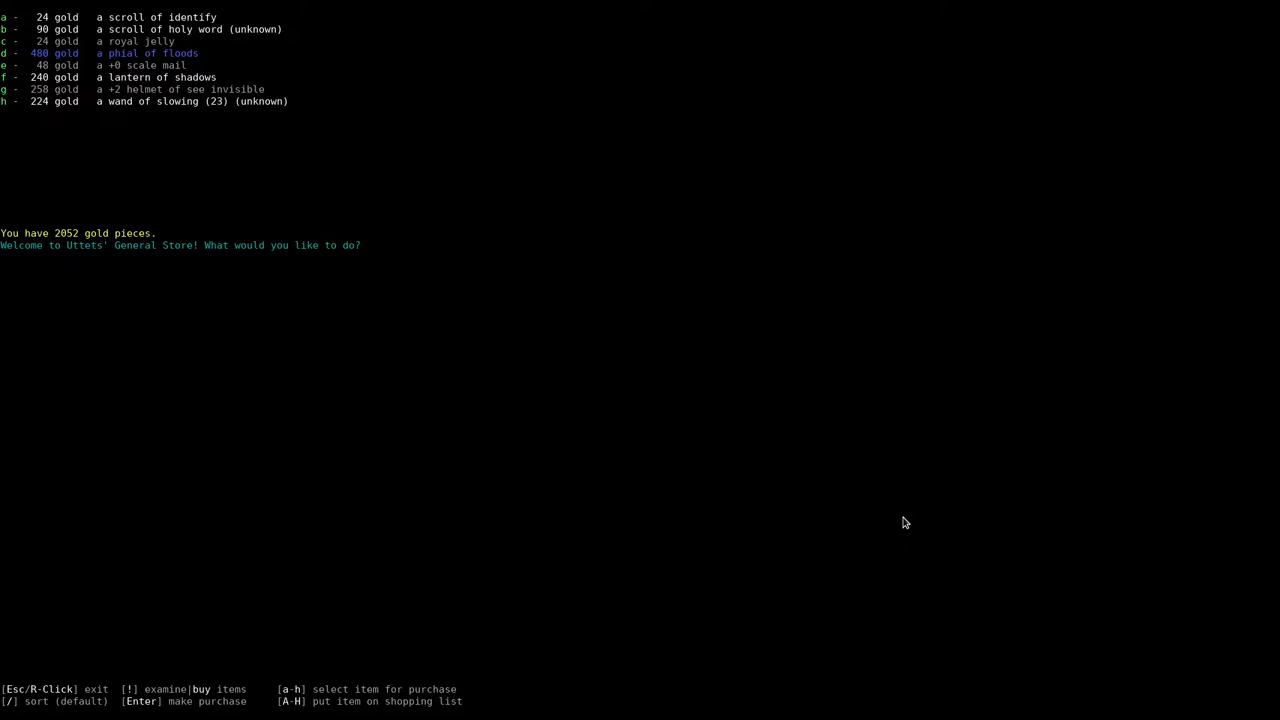 a -   24 gold   a scroll of identify
b -   90 gold   a scroll of holy word (unknown)
c -   24 gold   a royal jelly
d -  480 gold   a phial of floods
e -   48 gold   a +0 scale mail
f -  240 gold   a lantern of shadows
g -  258 gold   a +2 helmet of see invisible
h -  224 gold   a wand of slowing (23) (unknown)
You have 2052 gold pieces.
Welcome to Uttets' General Store! What would you like to do?
[Esc/R-Click] exit  [!] examine|buy items     [a-h] select item for purchase
[/] sort (default)  [Enter] make purchase     [A-H] put item on shopping list